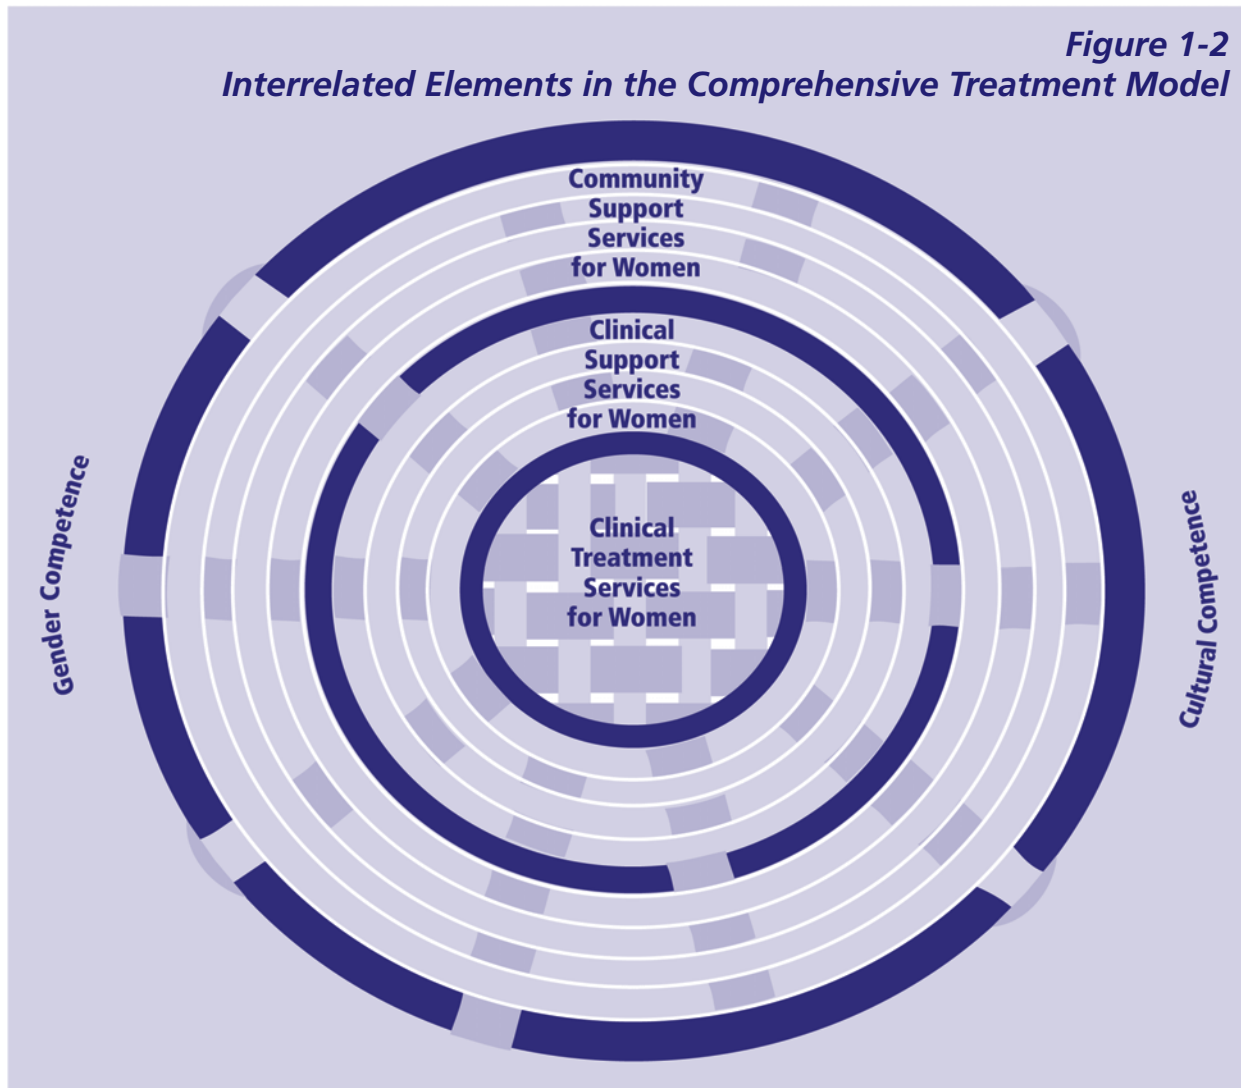 Figure 1-2
Interrelated Elements in the Comprehensive Treatment Model
Community
Support
Services
for Women
Clinical
Support
Services
for Women
Clinical
Treatment
Services
for Women
Gender Competence
Cultural Competence